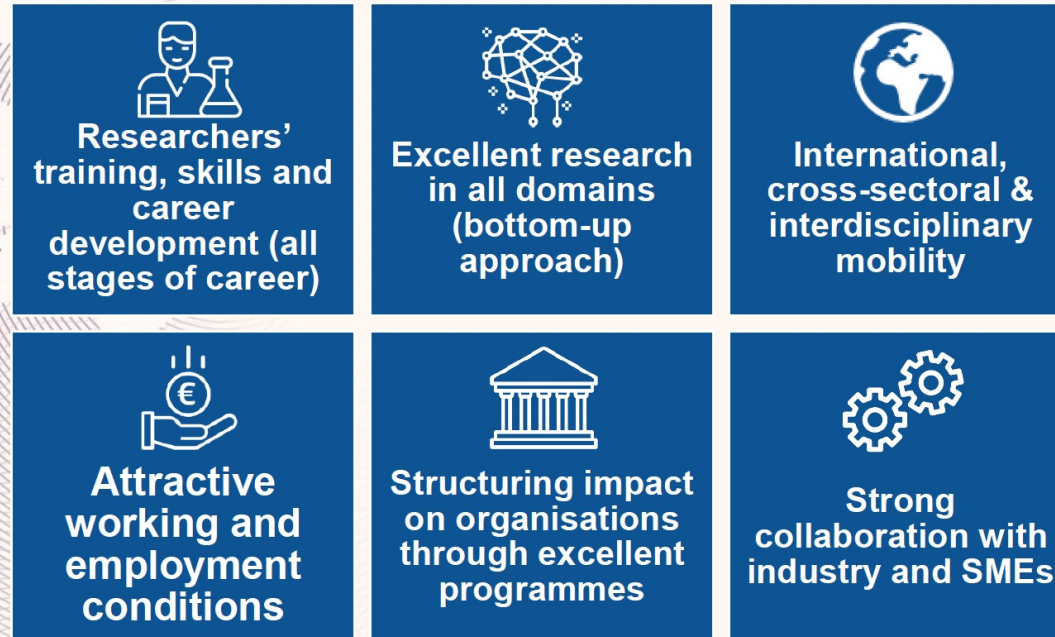 Researchers’
training, skills and
career
development (all
stages of career)
Excellent research
in all domains
(bottom-up
approach)
International,
cross-sectoral &
interdisciplinary
mobility
€
Attractive
working and
employment
conditions
Structuring impact
on organisations
through excellent
programmes
Strong
collaboration with
industry and SMEs